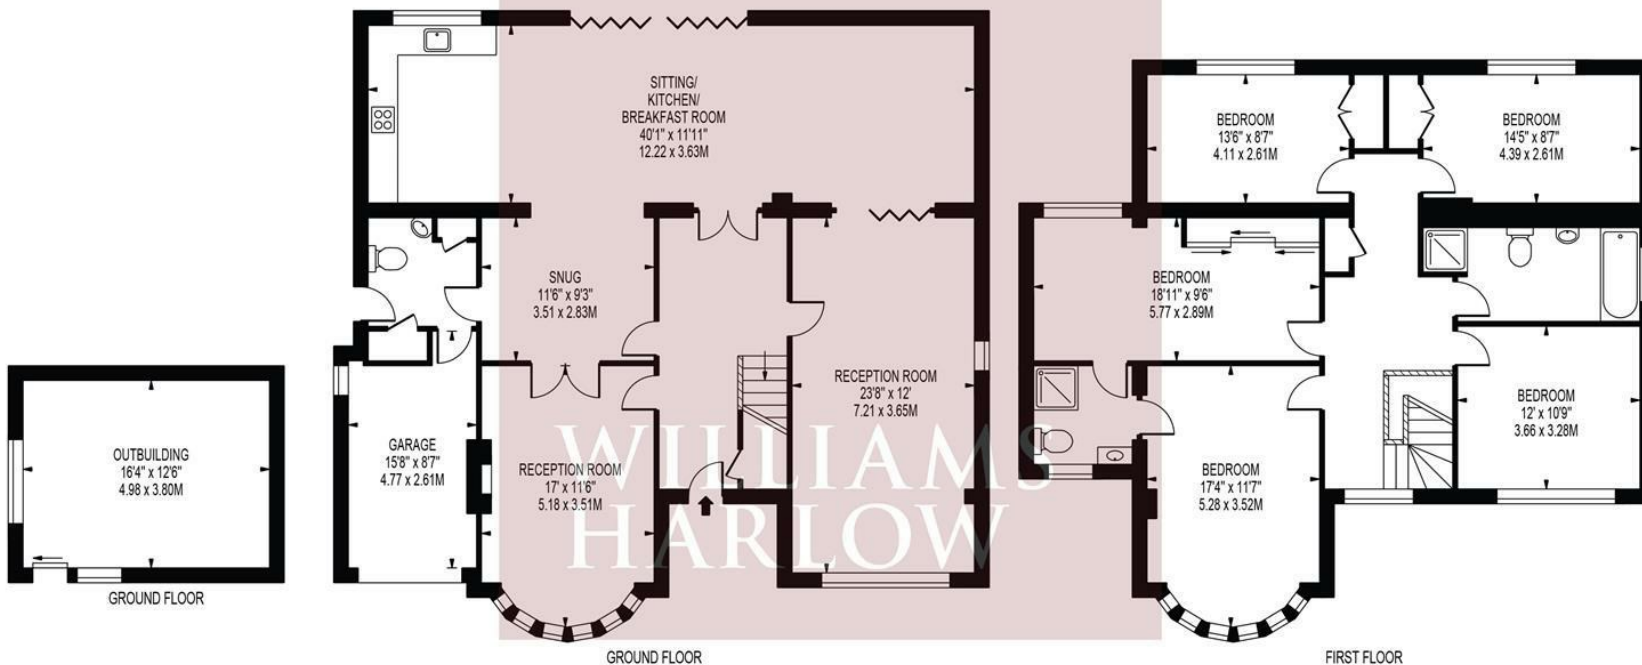 OUTBUILDING
16'4" x 12'6"
4.98 x 3.80M
GROUND FLOOR
SITTING/
KITCHEN/
BREAKFAST ROOM
40'1" x 11'11"
12.22 x 3.63M
SNUG
11'6" x 9'3"
3.51 x 2.83M
GARAGE
15'8" x 8'7"
4.77 x 2.61M
RECEPTION ROOM
17' x 11'6"
5.18 x 3.51M
RECEPTION ROOM
23'8" x 12'
7.21 x 3.65M
WILLIAMS
HARLOW
GROUND FLOOR
BEDROOM
13'6" x 8'7"
4.11 x 2.61M
BEDROOM
14'5" x 8'7"
4.39 x 2.61M
BEDROOM
18'11" x 9'6"
5.77 x 2.89M
BEDROOM
12' x 10'9"
3.66 x 3.28M
BEDROOM
17'4" x 11'7"
5.28 x 3.52M
FIRST FLOOR